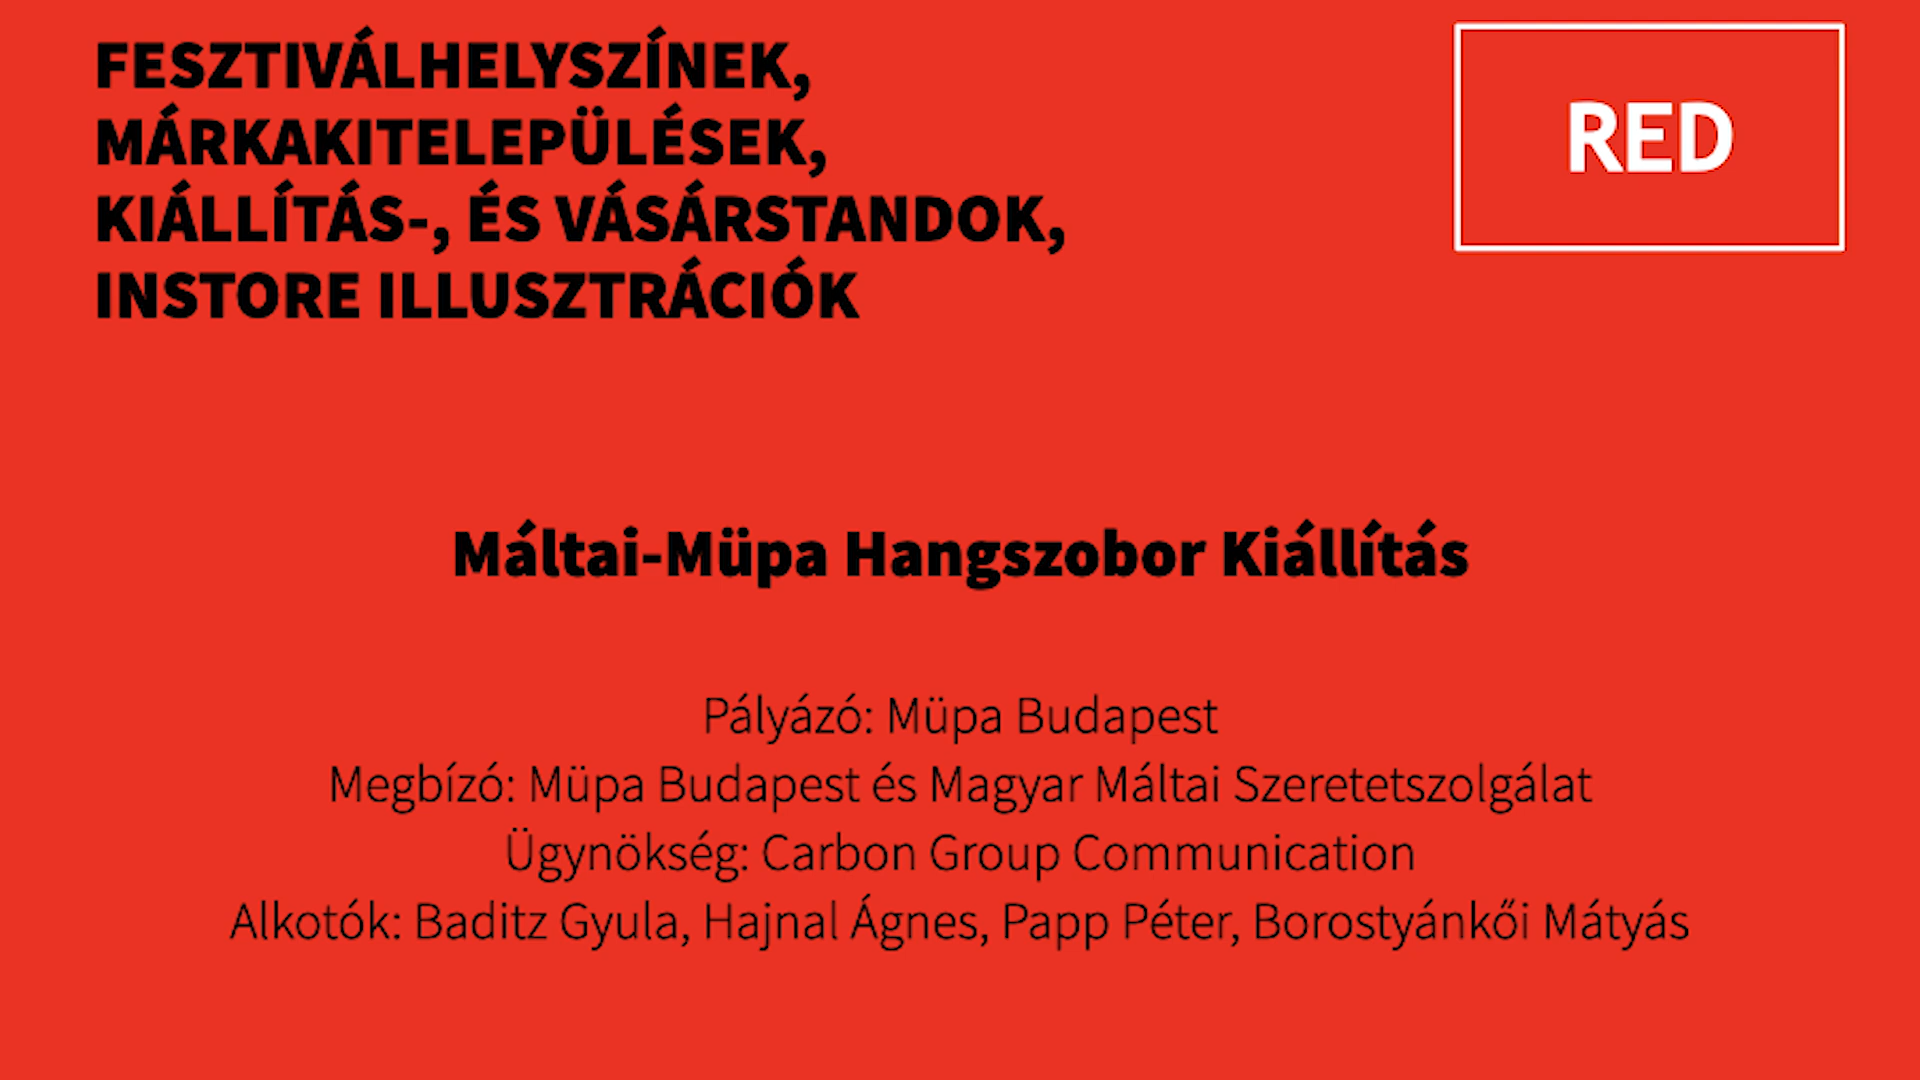 FESZTIVÁLHELYSZÍNEK,
MÁRKAKITELEPÜLÉSEK,
KIÁLLÍTÁS-, ÉS VÁSÁRSTANDOK,
INSTORE ILLUSZTRÁCIÓK
RED
Máltai-Müpa Hangszobor Kiállítás
Pályázó: Müpa Budapest
Megbízó: Müpa Budapest és Magyar Máltai Szeretetszolgálat
Ügynökség: Carbon Group Communication
Alkotók: Baditz Gyula, Hajnal Ágnes, Papp Péter, Borostyánkői Mátyás